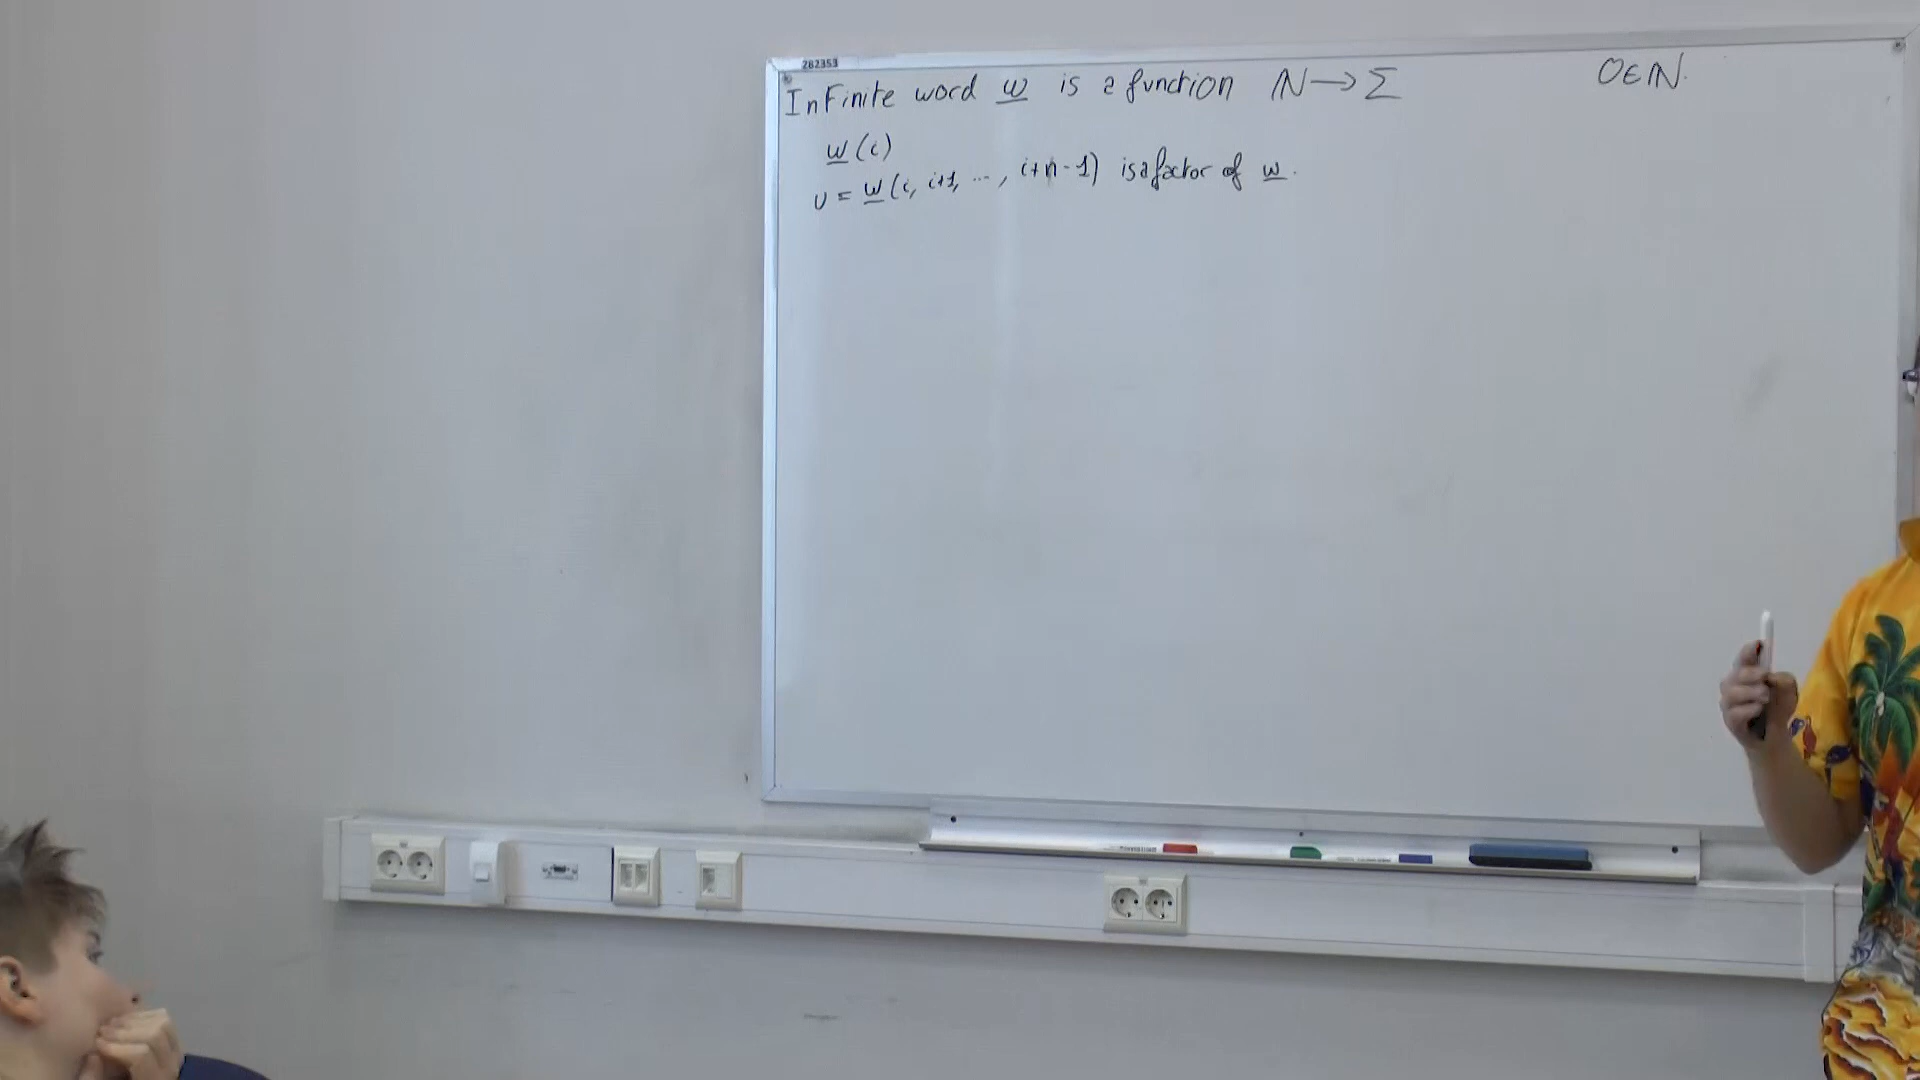 282353
Infinite word w is a function ℕ → Σ 0∈ℕ.
w(i)
u = w(i, i+1, ..., i+n-1) is a factor of w.